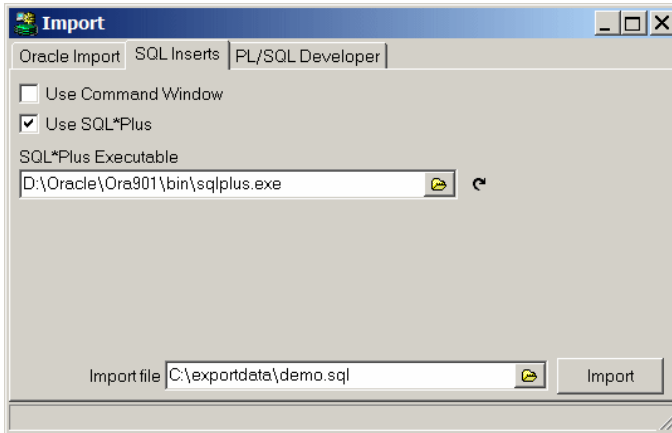 Import
Oracle Import SQL Inserts PL/SQL Developer
Use Command Window
Use SQL*Plus
SQL*Plus Executable
D:\Oracle\Ora901\bin\sqlplus.exe
Import file C:\exportdata\demo.sql Import